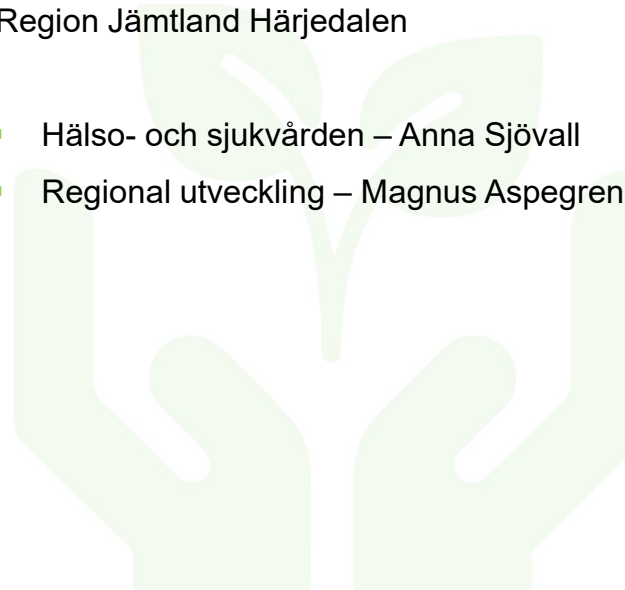 Region Jämtland Härjedalen
Hälso- och sjukvården – Anna Sjövall
Regional utveckling – Magnus Aspegren